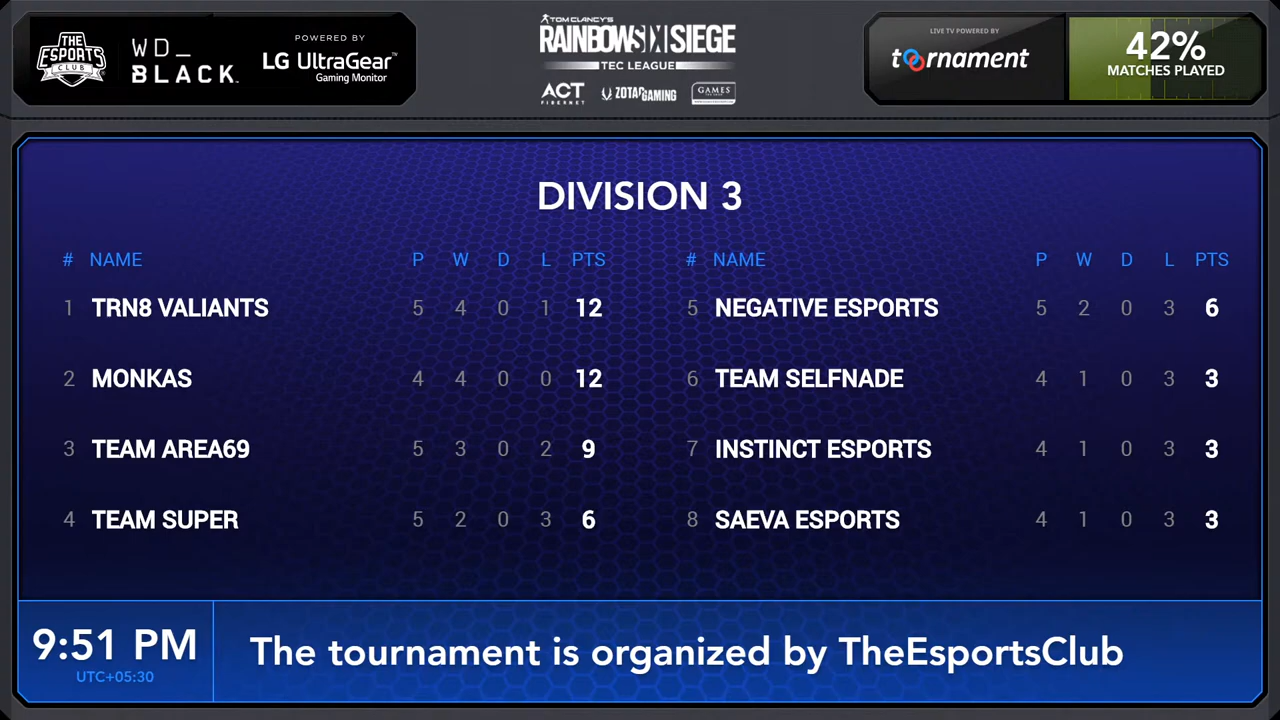 THE ESPORTS CLUB
WD_BLACK.
POWERED BY
LG UltraGear™
Gaming Monitor
TOM CLANCY'S
RAINBOW SIX SIEGE
TEC LEAGUE
ACT FIBERNET
ZOTAC GAMING
GAMES
LIVE TV POWERED BY
toornament
42%
MATCHES PLAYED
DIVISION 3
# NAME P W D L PTS
1 TRN8 VALIANTS 5 4 0 1 12
2 MONKAS 4 4 0 0 12
3 TEAM AREA69 5 3 0 2 9
4 TEAM SUPER 5 2 0 3 6
# NAME P W D L PTS
5 NEGATIVE ESPORTS 5 2 0 3 6
6 TEAM SELFNADE 4 1 0 3 3
7 INSTINCT ESPORTS 4 1 0 3 3
8 SAEVA ESPORTS 4 1 0 3 3
9:51 PM
UTC+05:30
The tournament is organized by TheEsportsClub